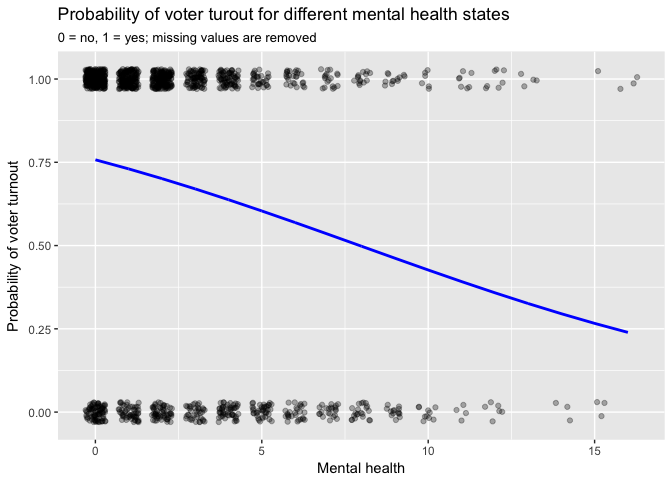 Probability of voter turout for different mental health states
0 = no, 1 = yes; missing values are removed
Probability of voter turnout
1.00
0.75
0.50
0.25
0.00
0 5 10 15
Mental health